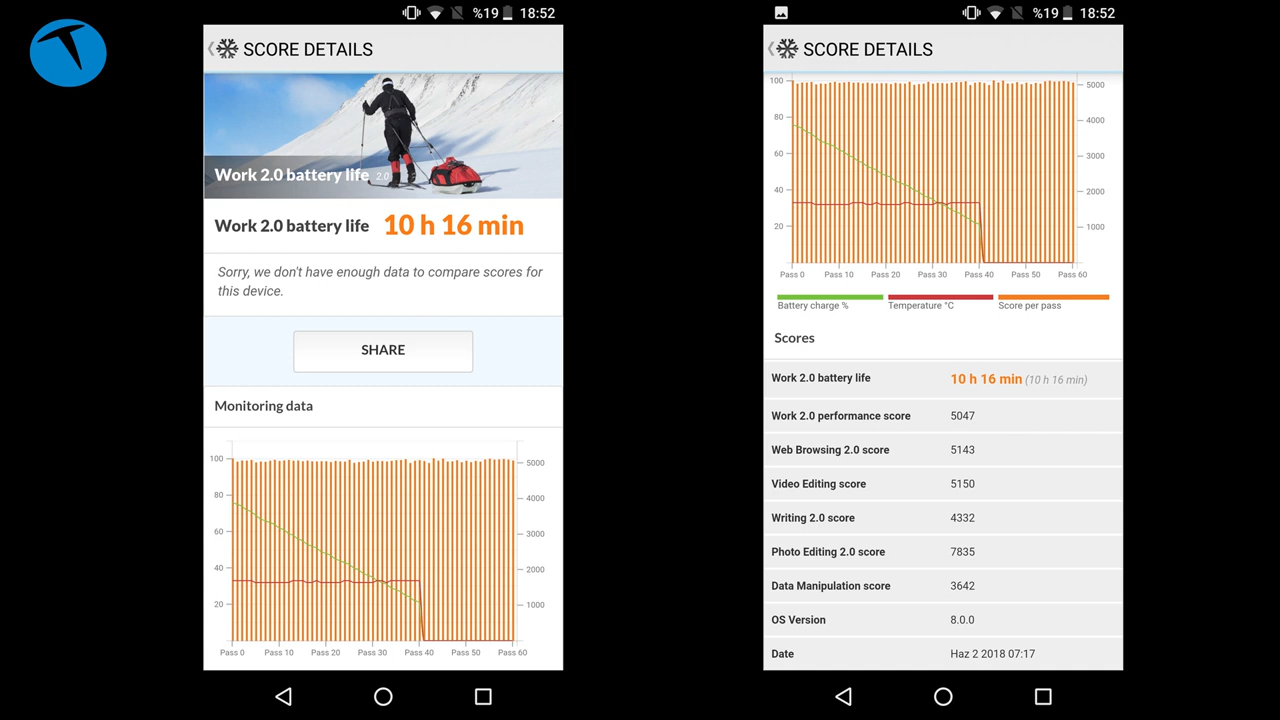 %19 18:52
SCORE DETAILS
Work 2.0 battery life 2.0
Work 2.0 battery life 10 h 16 min
Sorry, we don't have enough data to compare scores for
this device.
SHARE
Monitoring data
100
80
60
40
20
5000
4000
3000
2000
1000
Pass 0 Pass 10 Pass 20 Pass 30 Pass 40 Pass 50 Pass 60
%19 18:52
SCORE DETAILS
100
80
60
40
20
5000
4000
3000
2000
1000
Pass 0 Pass 10 Pass 20 Pass 30 Pass 40 Pass 50 Pass 60
Battery charge % Temperature °C Score per pass
Scores
Work 2.0 battery life 10 h 16 min (10 h 16 min)
Work 2.0 performance score 5047
Web Browsing 2.0 score 5143
Video Editing score 5150
Writing 2.0 score 4332
Photo Editing 2.0 score 7835
Data Manipulation score 3642
OS Version 8.0.0
Date Haz 2 2018 07:17